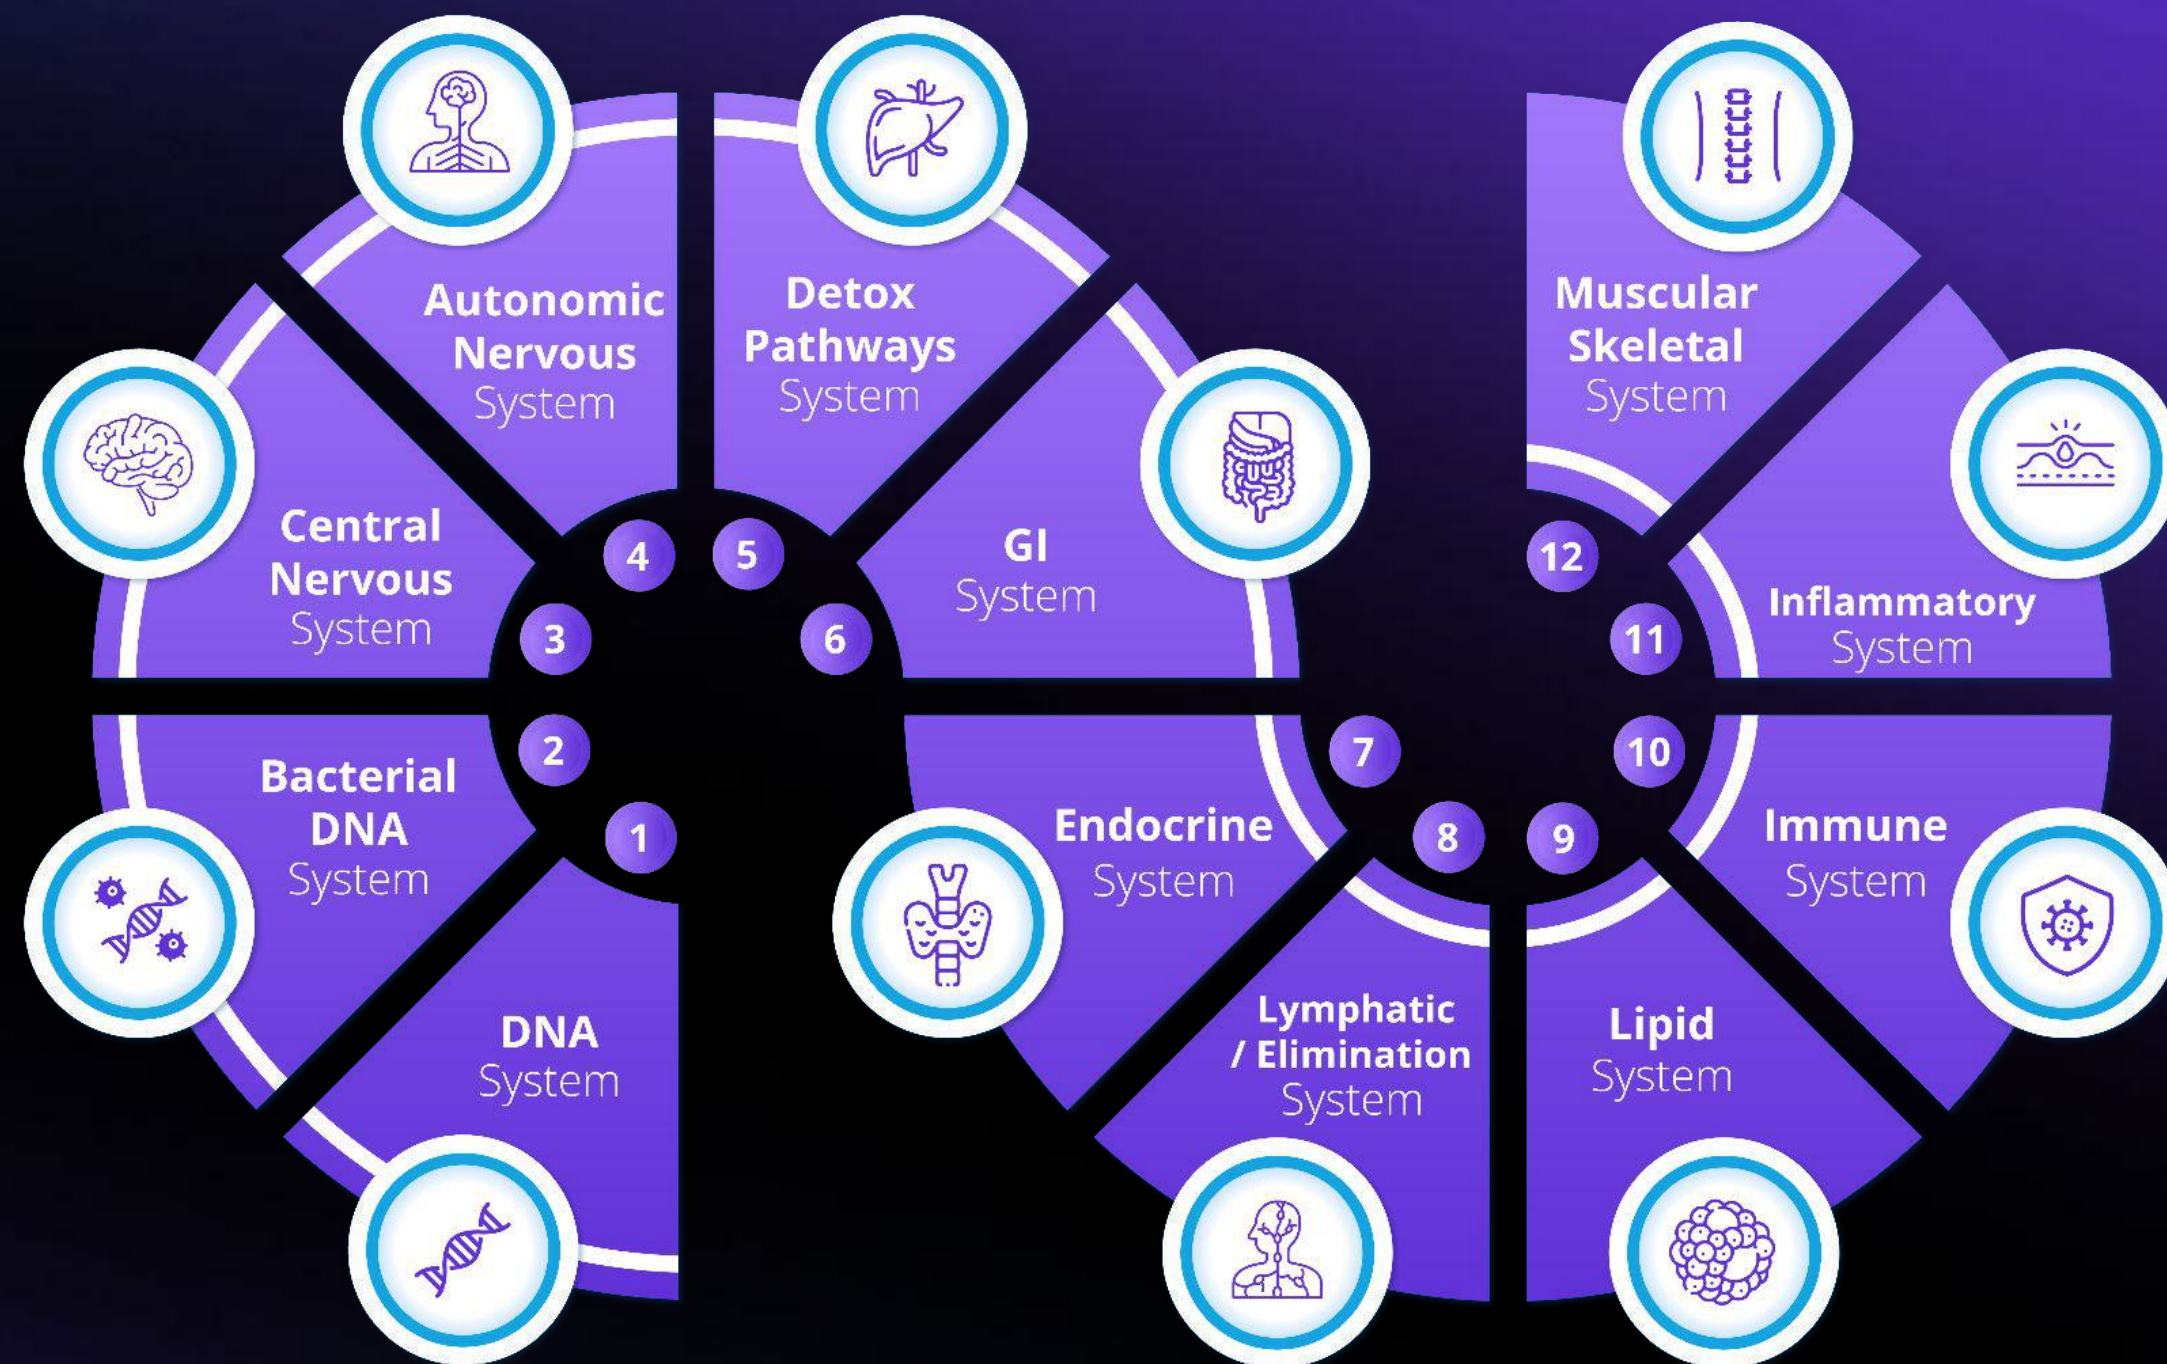 1
DNA
System
2
Bacterial
DNA
System
3
Central
Nervous
System
4
Autonomic
Nervous
System
5
Detox
Pathways
System
6
GI
System
7
Endocrine
System
8
Lymphatic
/ Elimination
System
9
Lipid
System
10
Immune
System
11
Inflammatory
System
12
Muscular
Skeletal
System